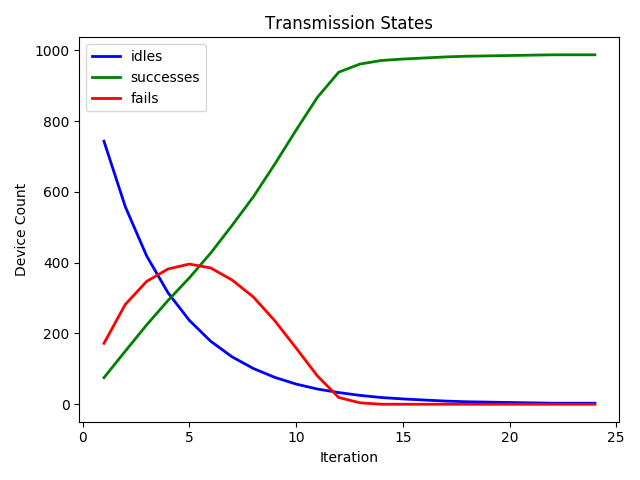 Transmission States
idles
successes
fails
Device Count
1000
800
600
400
200
0
0 5 10 15 20 25
Iteration